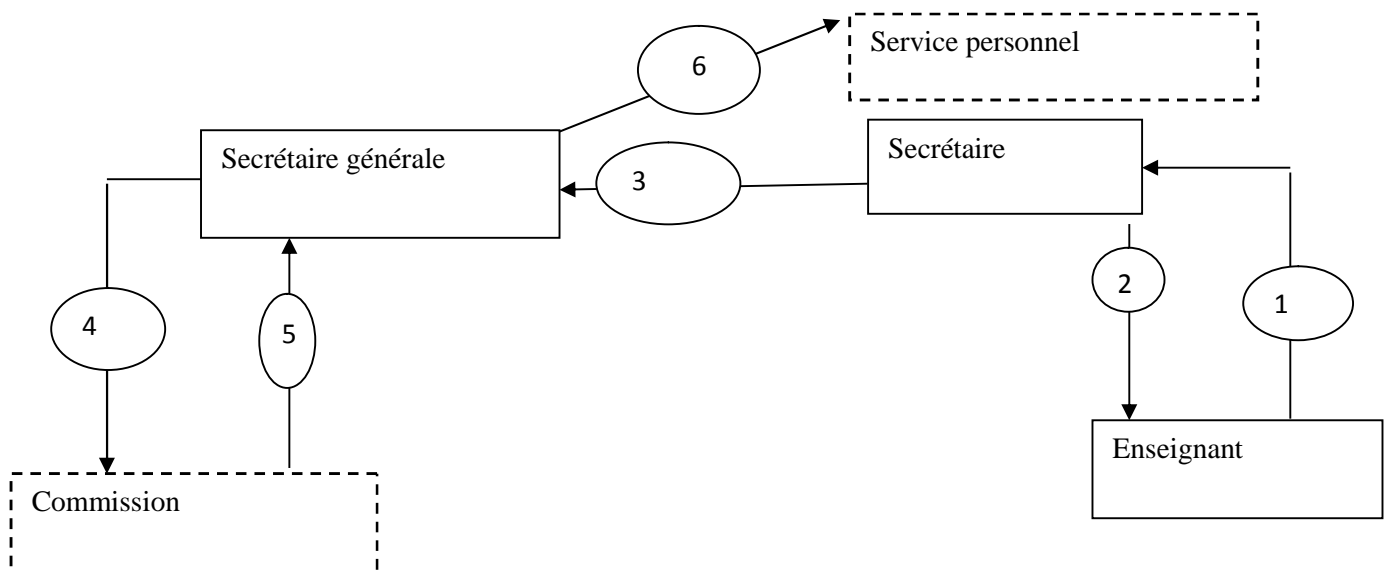 Service personnel
6
Secrétaire générale
Secrétaire
3
2
1
4
5
Enseignant
Commission